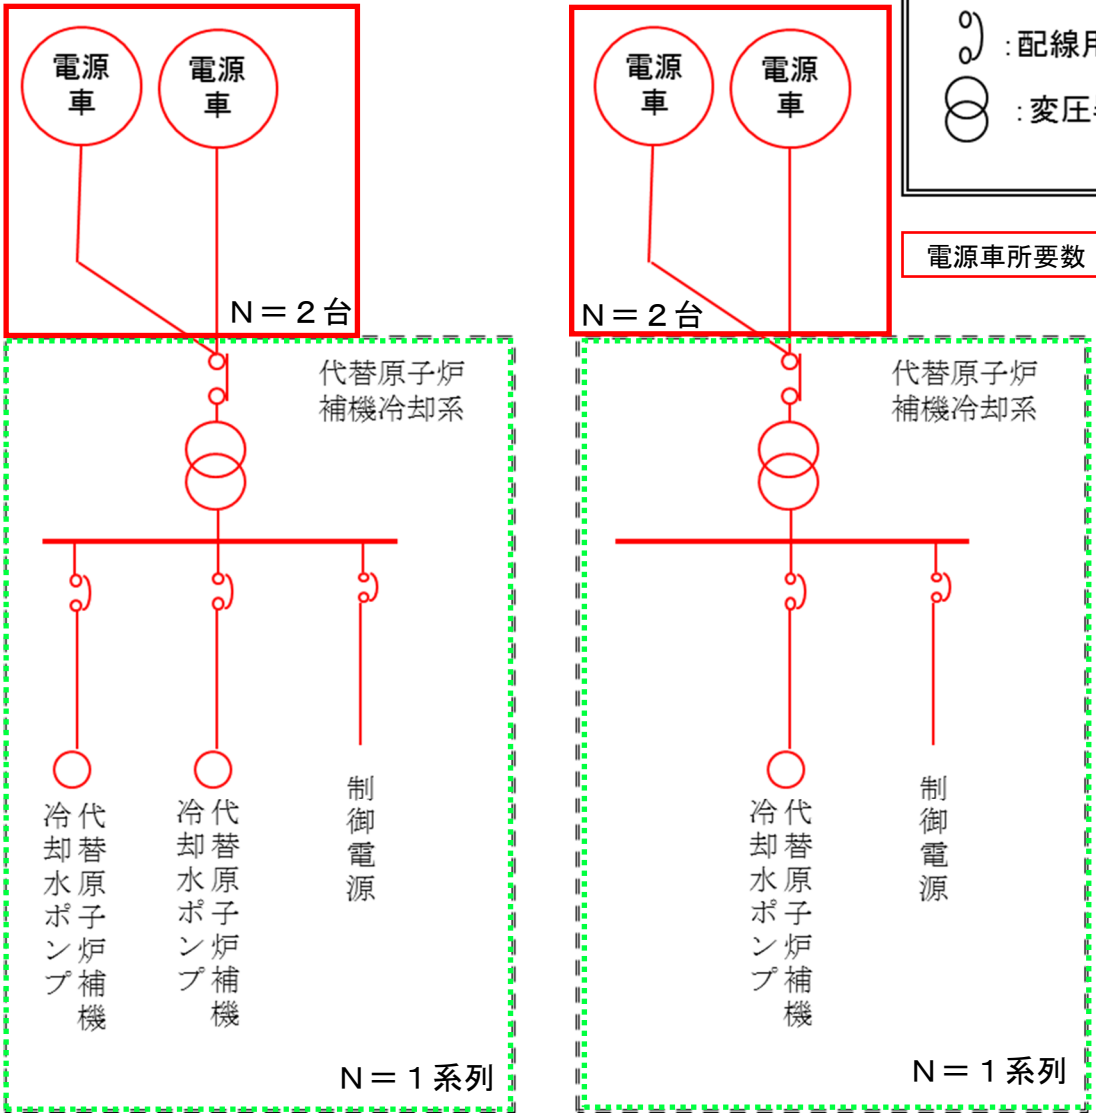 電源
車
電源
車
N＝２台
代替原子炉
補機冷却系
代替原子炉補機
冷却水ポンプ
代替原子炉補機
冷却水ポンプ
制御電源
N＝１系列
電源
車
電源
車
N＝２台
代替原子炉
補機冷却系
代替原子炉補機
冷却水ポンプ
制御電源
N＝１系列
：配線用
：変圧
電源車所要数